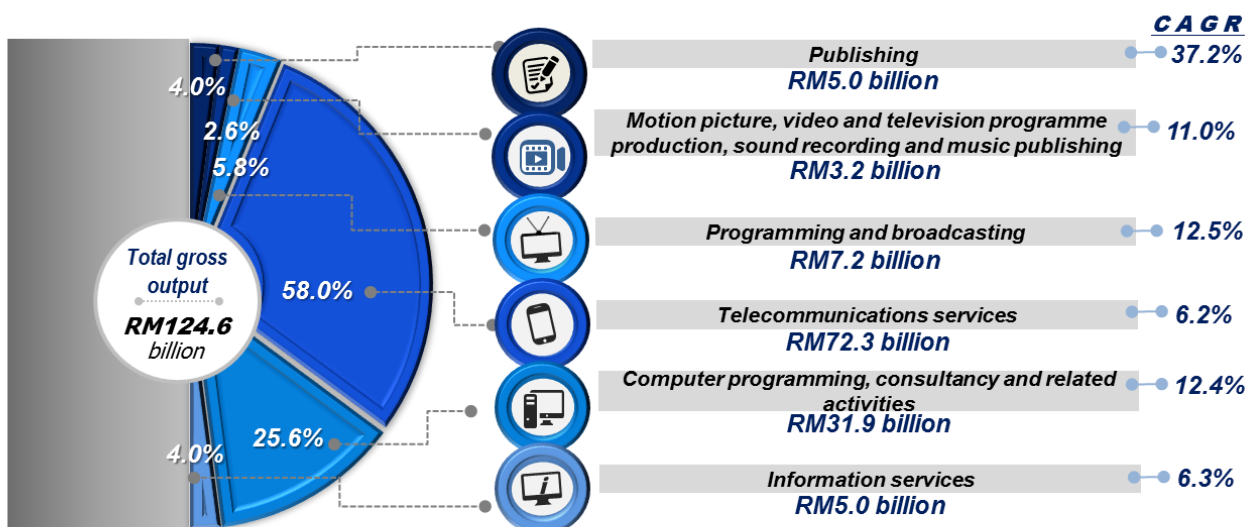 CAGR
4.0%
Publishing
RM5.0 billion
37.2%
2.6%
Motion picture, video and television programme
production, sound recording and music publishing
RM3.2 billion
11.0%
5.8%
Programming and broadcasting
RM7.2 billion
12.5%
Total gross
output
RM124.6
billion
58.0%
Telecommunications services
RM72.3 billion
6.2%
25.6%
Computer programming, consultancy and related
activities
RM31.9 billion
12.4%
4.0%
i
Information services
RM5.0 billion
6.3%